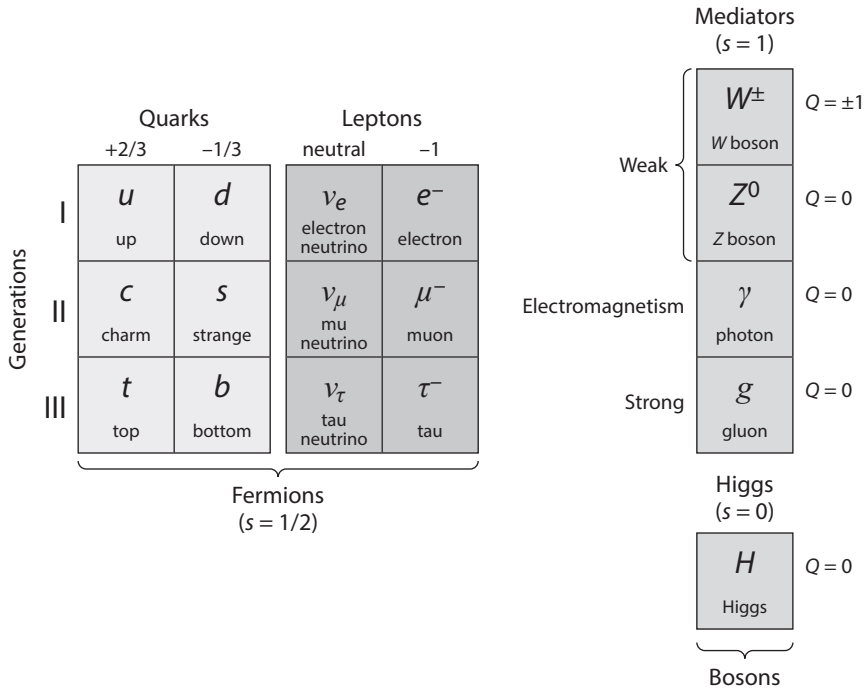 Quarks
Leptons
+2/3
–1/3
neutral
–1
Generations
I
u
up
d
down
νe
electron
neutrino
e–
electron
II
c
charm
s
strange
νμ
mu
neutrino
μ–
muon
III
t
top
b
bottom
ντ
tau
neutrino
τ–
tau
Fermions
(s = 1/2)
Mediators
(s = 1)
Weak
W±
W boson
Q = ±1
Z0
Z boson
Q = 0
Electromagnetism
γ
photon
Q = 0
Strong
g
gluon
Q = 0
Higgs
(s = 0)
H
Higgs
Q = 0
Bosons